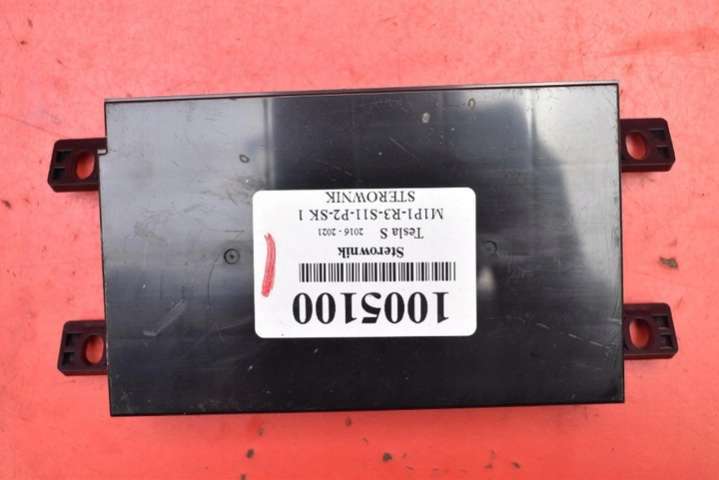 1005100
Sterownik
Tesla S 2016 - 2021
M1P1-R3-S11-P2-SK 1
STEROWNIK